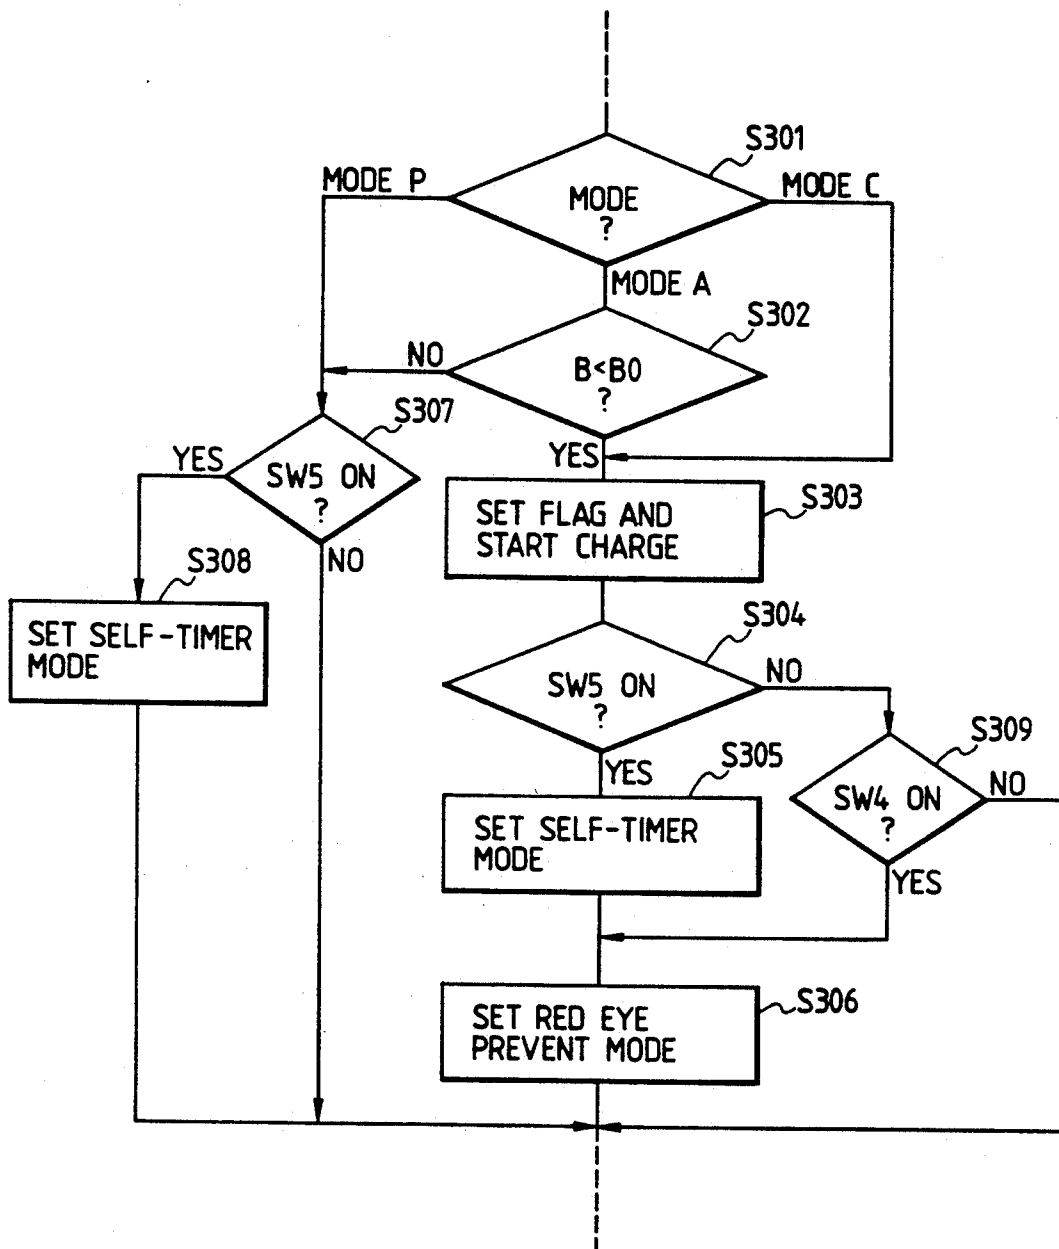 S301
MODE P
MODE
?
MODE C
MODE A
S302
NO
B<B0
?
S307
YES
YES
SW5 ON
?
NO
S303
SET FLAG AND
START CHARGE
S308
SET SELF-TIMER
MODE
S304
SW5 ON
?
NO
YES
S309
S305
SW4 ON
?
NO
SET SELF-TIMER
MODE
YES
S306
SET RED EYE
PREVENT MODE